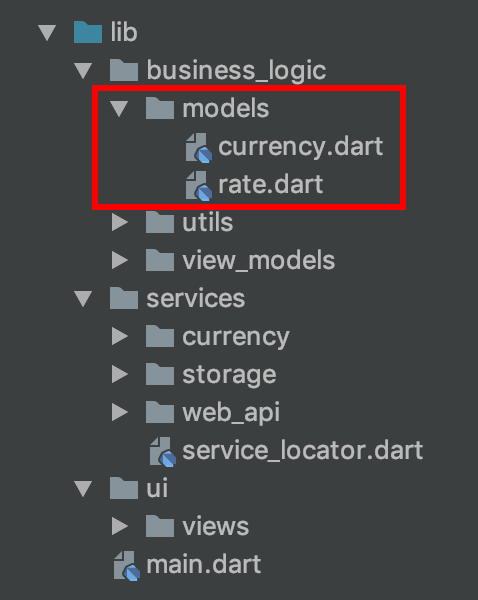 lib
business_logic
models
currency.dart
rate.dart
utils
view_models
services
currency
storage
web_api
service_locator.dart
ui
views
main.dart